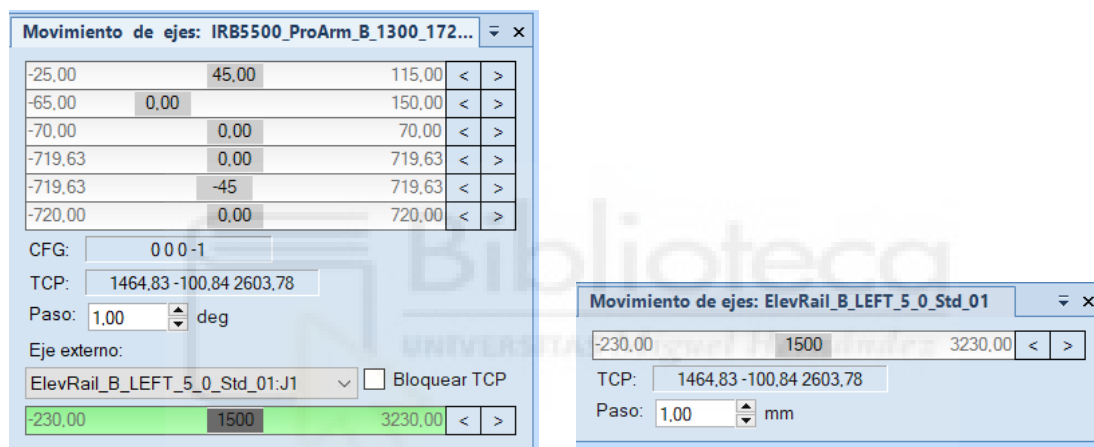 Movimiento de ejes: IRB5500_ProArm_B_1300_172...
-25,00 45,00 115,00 < >
-65,00 0,00 150,00 < >
-70,00 0,00 70,00 < >
-719,63 0,00 719,63 < >
-719,63 -45 719,63 < >
-720,00 0,00 720,00 < >
CFG: 0 0 0 -1
TCP: 1464,83 -100,84 2603,78
Paso: 1,00 deg
Eje externo:
ElevRail_B_LEFT_5_0_Std_01:J1 Bloquear TCP
-230,00 1500 3230,00 < >
Biblioteca
UNIVERSITAS Miguel Hernández
Movimiento de ejes: ElevRail_B_LEFT_5_0_Std_01
-230,00 1500 3230,00 < >
TCP: 1464,83 -100,84 2603,78
Paso: 1,00 mm